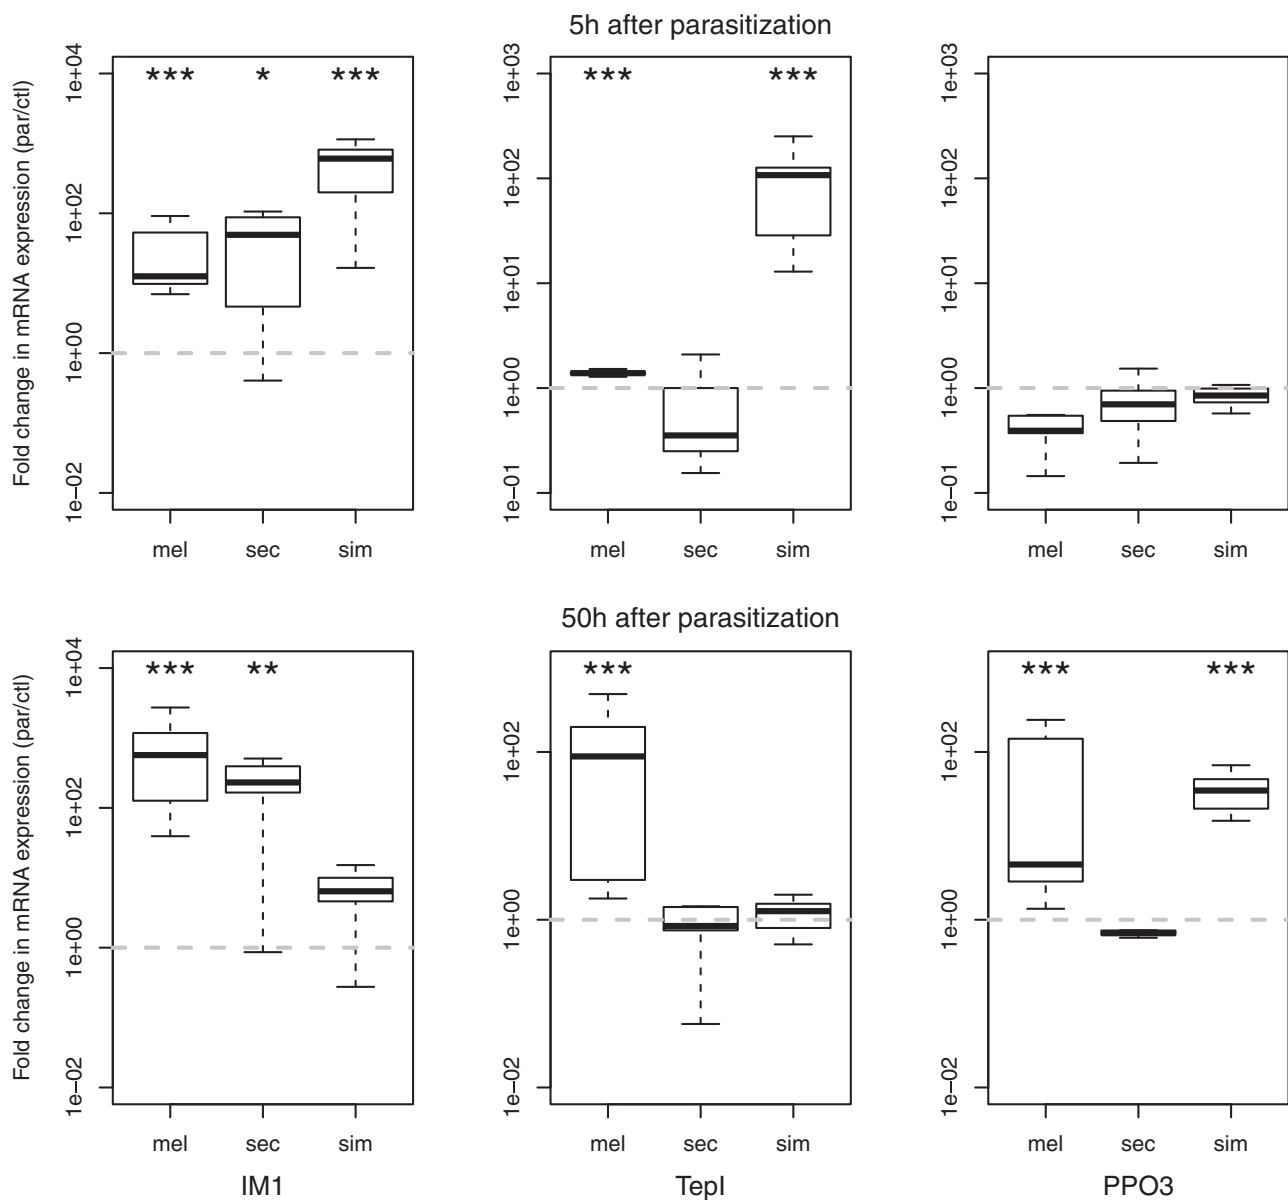 5h after parasitization
Fold change in mRNA expression (par/ctl)
1e+04
1e+02
1e+00
1e−02
*** * ***
mel sec sim
1e+03
1e+02
1e+01
1e+00
1e−01
*** ***
mel sec sim
1e+03
1e+02
1e+01
1e+00
1e−01
mel sec sim
50h after parasitization
Fold change in mRNA expression (par/ctl)
1e+04
1e+02
1e+00
1e−02
*** **
mel sec sim
IM1
1e+02
1e+00
1e−02
***
mel sec sim
TepI
1e+02
1e+00
1e−02
*** ***
mel sec sim
PPO3